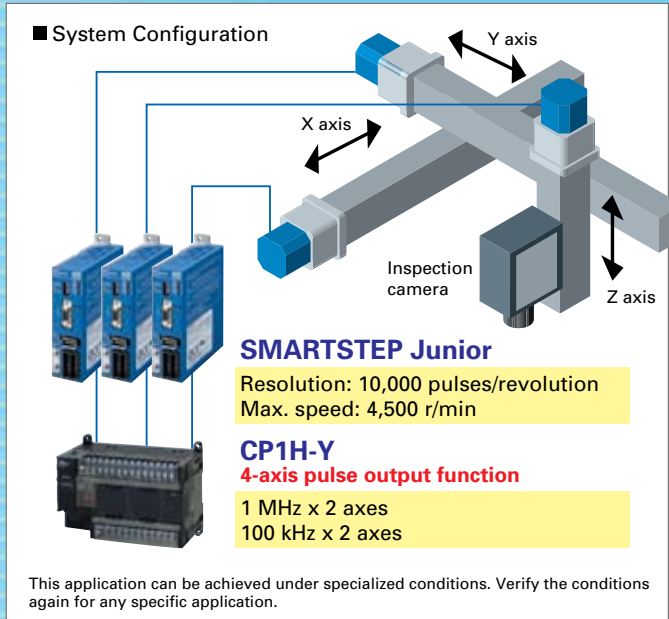 ■ System Configuration
Y axis
X axis
Inspection
camera
Z axis
SMARTSTEP Junior
Resolution: 10,000 pulses/revolution
Max. speed: 4,500 r/min
CP1H-Y
4-axis pulse output function
1 MHz x 2 axes
100 kHz x 2 axes
This application can be achieved under specialized conditions. Verify the conditions
again for any specific application.